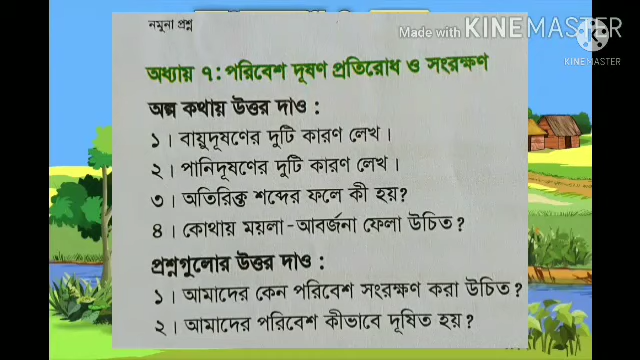 নমুনা প্রশ্ন
Made with KINEMASTER
KINEMASTER
অধ্যায় ৭ : পরিবেশ দূষণ প্রতিরোধ ও সংরক্ষণ
অল্প কথায় উত্তর দাও :
১। বায়ুদূষণের দুটি কারণ লেখ।
২। পানিদূষণের দুটি কারণ লেখ।
৩। অতিরিক্ত শব্দের ফলে কী হয়?
৪। কোথায় ময়লা-আবর্জনা ফেলা উচিত?
প্রশ্নগুলোর উত্তর দাও :
১। আমাদের কেন পরিবেশ সংরক্ষণ করা উচিত?
২। আমাদের পরিবেশ কীভাবে দূষিত হয়?